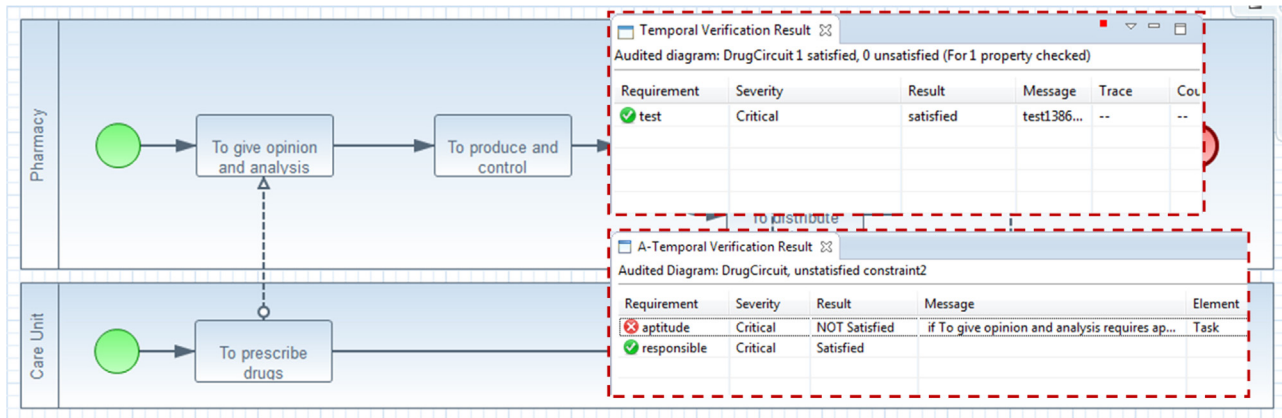 Pharmacy
To give opinion
and analysis
To produce and
control
To distribute
Care Unit
To prescribe
drugs
Temporal Verification Result
Audited diagram: DrugCircuit 1 satisfied, 0 unsatisfied (For 1 property checked)
Requirement Severity Result Message Trace Cou
test Critical satisfied test1386... -- --
A-Temporal Verification Result
Audited Diagram: DrugCircuit, unstatisfied constraint2
Requirement Severity Result Message Element
aptitude Critical NOT Satisfied if To give opinion and analysis requires ap... Task
responsible Critical Satisfied